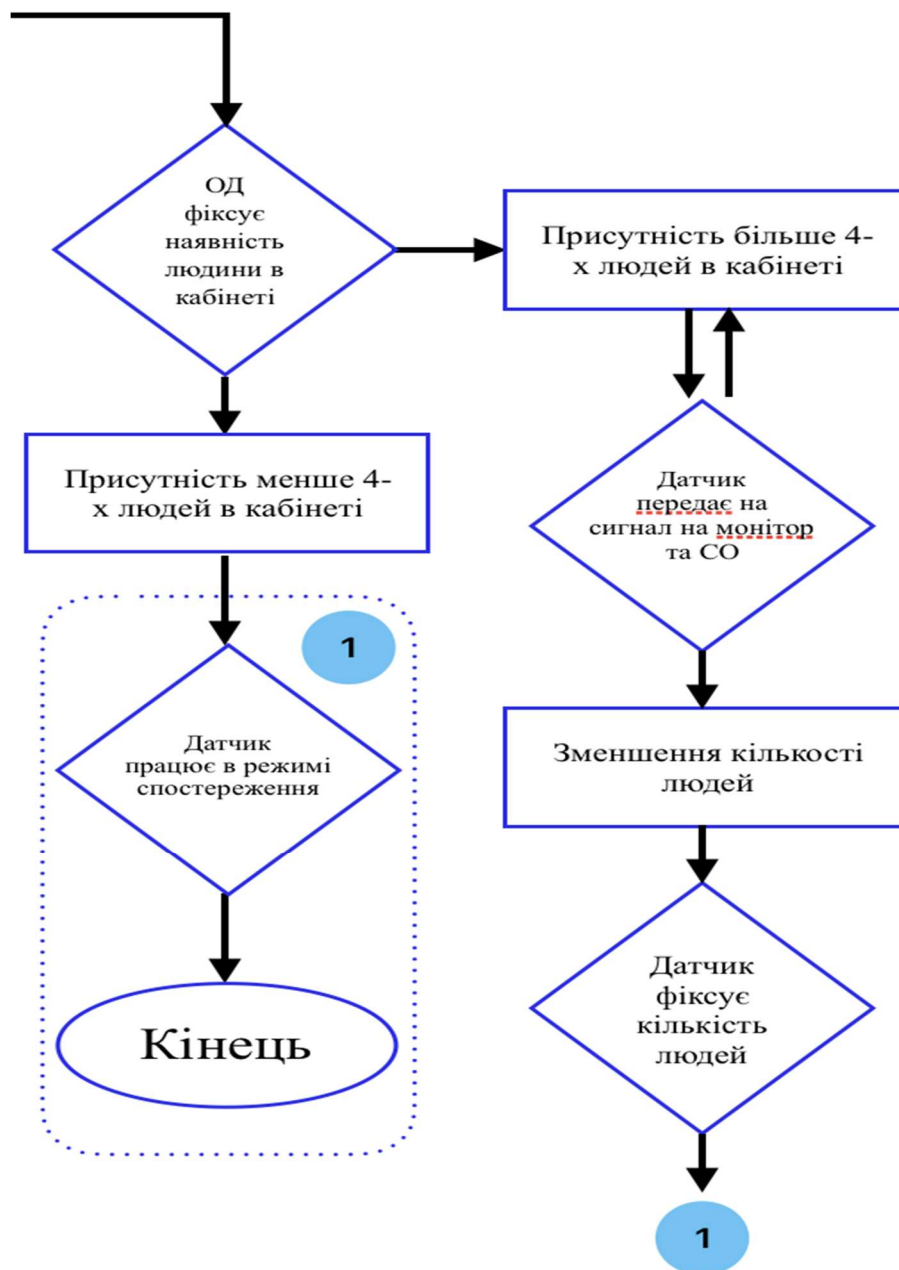 ОД
фіксує
наявність
людини в
кабінеті
Присутність більше 4-
х людей в кабінеті
Присутність менше 4-
х людей в кабінеті
Датчик
передає на
сигнал на монітор
та СО
1
Датчик
працює в режимі
спостереження
Зменшення кількості
людей
Кінець
Датчик
фіксує
кількість
людей
1